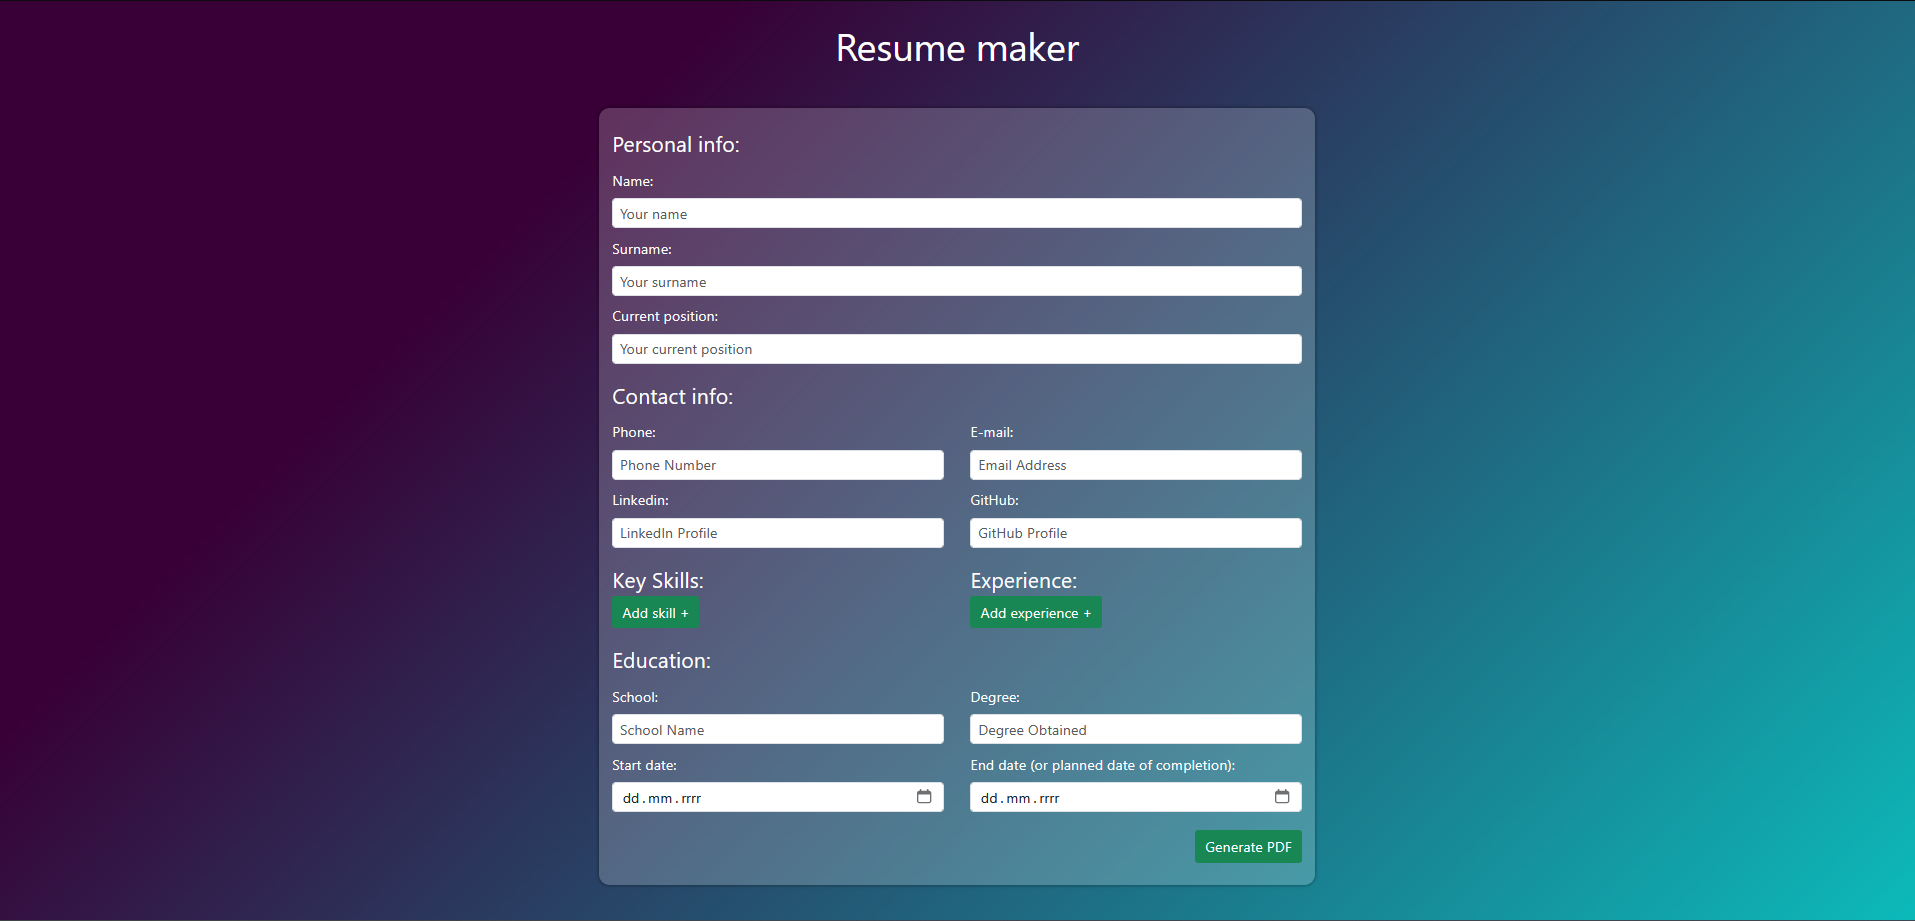 Resume maker
Personal info:
Name:
Your name
Surname:
Your surname
Current position:
Your current position
Contact info:
Phone:
E-mail:
Phone Number
Email Address
Linkedin:
GitHub:
LinkedIn Profile
GitHub Profile
Key Skills:
Experience:
Add skill +
Add experience +
Education:
School:
Degree:
School Name
Degree Obtained
Start date:
End date (or planned date of completion):
dd.mm.rrrr
dd.mm.rrrr
Generate PDF